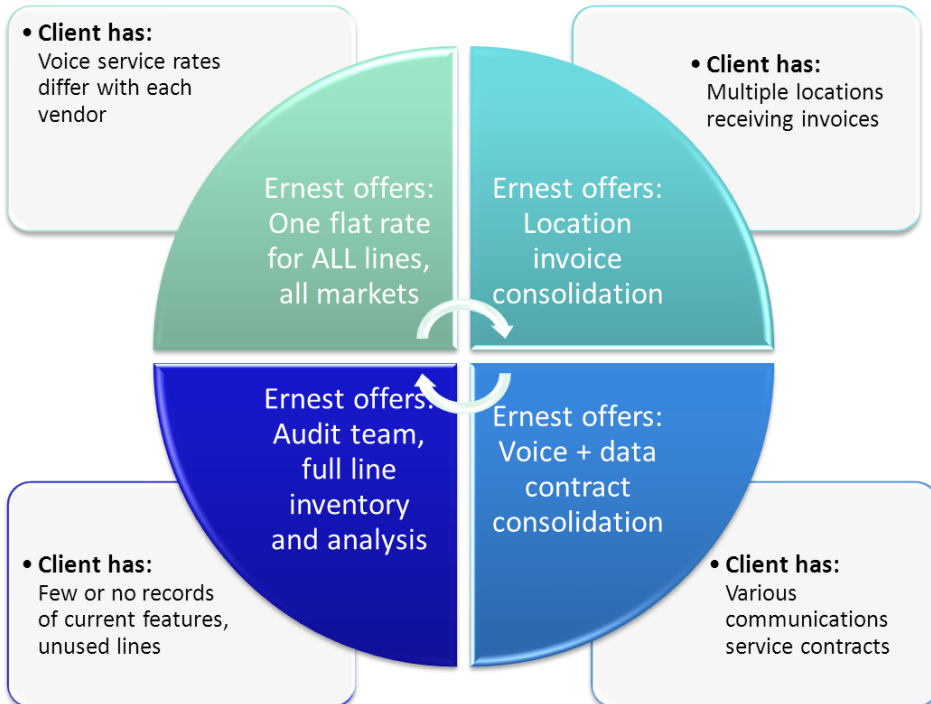 • Client has:
Voice service rates
differ with each
vendor
• Client has:
Multiple locations
receiving invoices
Ernest offers:
One flat rate
for ALL lines,
all markets
Ernest offers:
Location
invoice
consolidation
Ernest offers:
Audit team,
full line
inventory
and analysis
Ernest offers:
Voice + data
contract
consolidation
• Client has:
Few or no records
of current features,
unused lines
• Client has:
Various
communications
service contracts